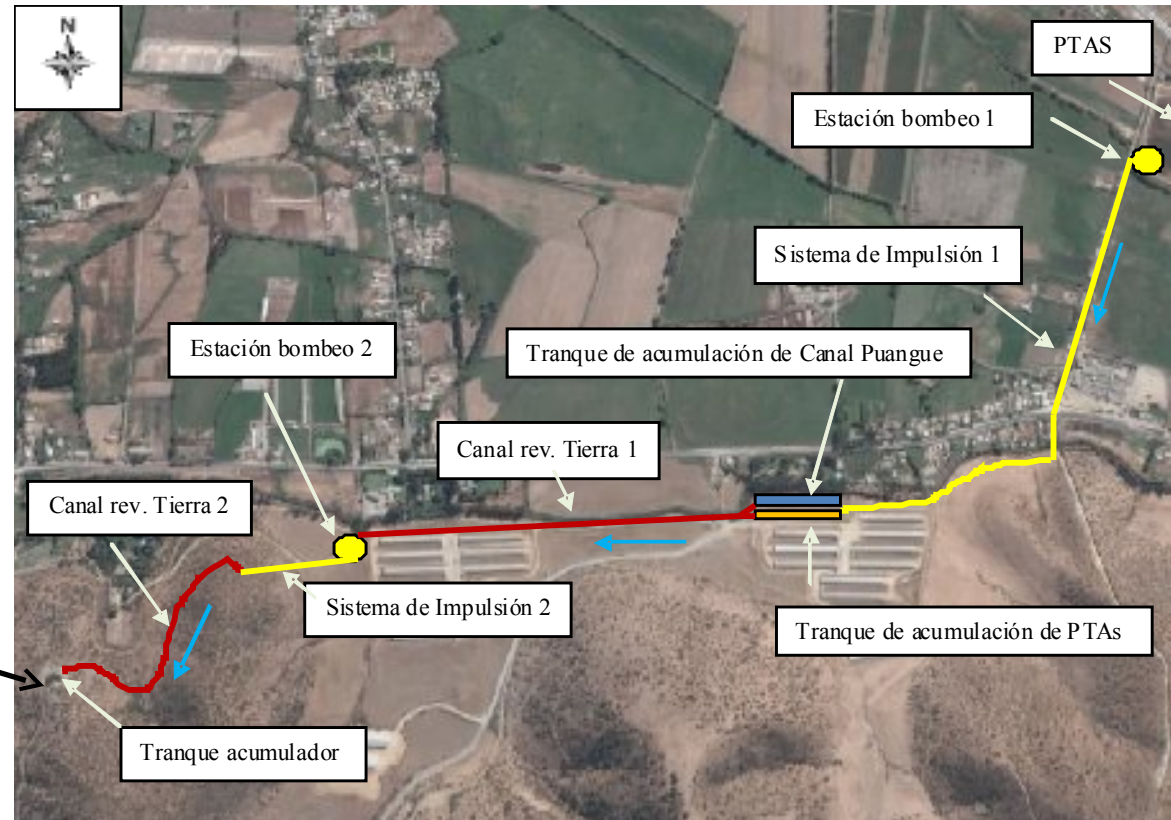 N
PTAS
Estación bombeo 1
Sistema de Impulsión 1
Estación bombeo 2
Tranque de acumulación de Canal Puangue
Canal rev. Tierra 1
Canal rev. Tierra 2
Sistema de Impulsión 2
Tranque de acumulación de PTAs
Tranque acumulador